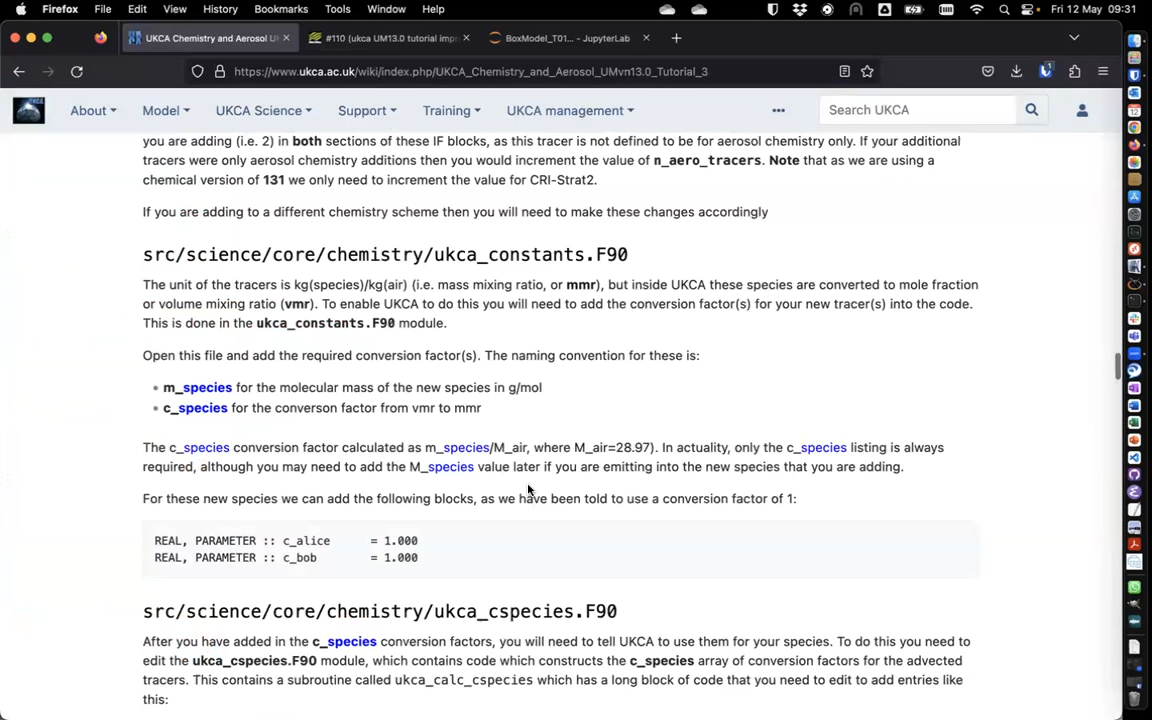 Firefox File Edit View History Bookmarks Tools Window Help Fri 12 May 09:31
UKCA Chemistry and Aerosol U #110 (ukca UM13.0 tutorial impr BoxModel_T01... - JupyterLab
https://www.ukca.ac.uk/wiki/index.php/UKCA_Chemistry_and_Aerosol_UMvn13.0_Tutorial_3
About Model UKCA Science Support Training UKCA management Search UKCA
you are adding (i.e. 2) in both sections of these IF blocks, as this tracer is not defined to be for aerosol chemistry only. If your additional
tracers were only aerosol chemistry additions then you would increment the value of n_aero_tracers. Note that as we are using a
chemical version of 131 we only need to increment the value for CRI-Strat2.
If you are adding to a different chemistry scheme then you will need to make these changes accordingly
src/science/core/chemistry/ukca_constants.F90
The unit of the tracers is kg(species)/kg(air) (i.e. mass mixing ratio, or mmr), but inside UKCA these species are converted to mole fraction
or volume mixing ratio (vmr). To enable UKCA to do this you will need to add the conversion factor(s) for your new tracer(s) into the code.
This is done in the ukca_constants.F90 module.
Open this file and add the required conversion factor(s). The naming convention for these is:
• m_species for the molecular mass of the new species in g/mol
• c_species for the converson factor from vmr to mmr
The c_species conversion factor calculated as m_species/M_air, where M_air=28.97). In actuality, only the c_species listing is always
required, although you may need to add the M_species value later if you are emitting into the new species that you are adding.
For these new species we can add the following blocks, as we have been told to use a conversion factor of 1:
REAL, PARAMETER :: c_alice = 1.000
REAL, PARAMETER :: c_bob = 1.000
src/science/core/chemistry/ukca_cspecies.F90
After you have added in the c_species conversion factors, you will need to tell UKCA to use them for your species. To do this you need to
edit the ukca_cspecies.F90 module, which contains code which constructs the c_species array of conversion factors for the advected
tracers. This contains a subroutine called ukca_calc_cspecies which has a long block of code that you need to edit to add entries like
this: